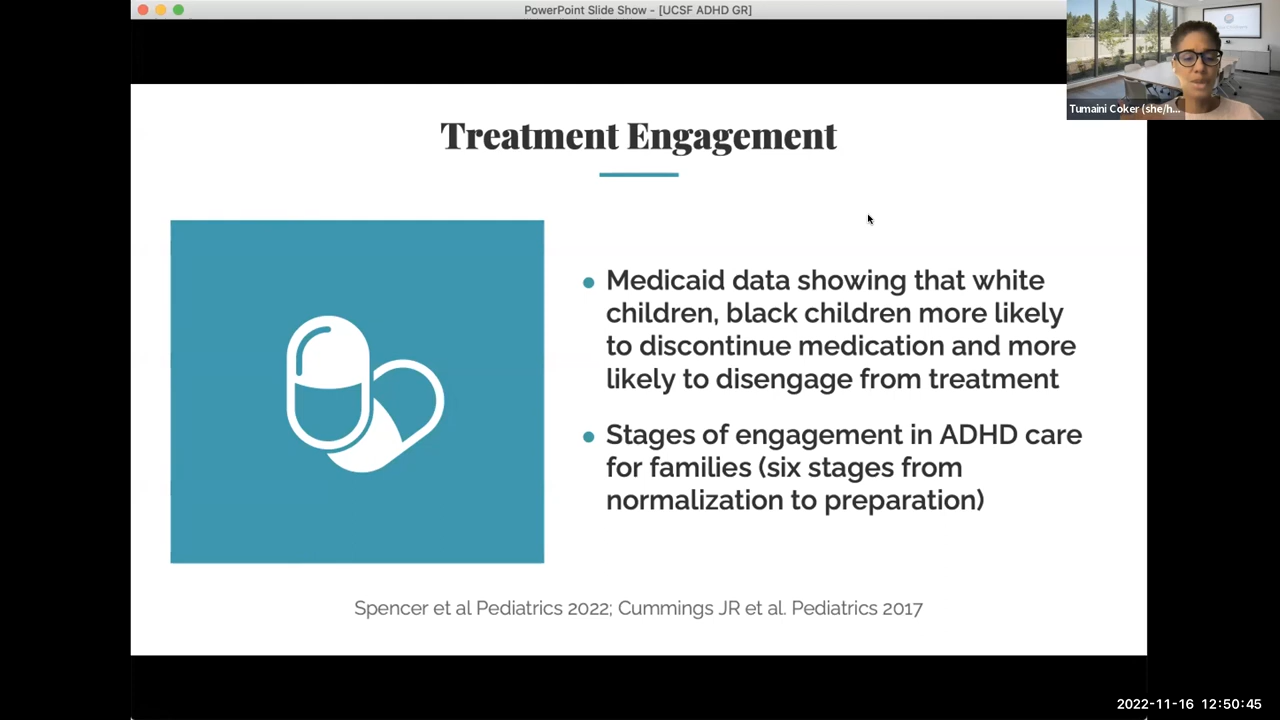 PowerPoint Slide Show - [UCSF ADHD GR]
Tumaini Coker (she/h...
Treatment Engagement
Medicaid data showing that white
children, black children more likely
to discontinue medication and more
likely to disengage from treatment
Stages of engagement in ADHD care
for families (six stages from
normalization to preparation)
Spencer et al Pediatrics 2022; Cummings JR et al. Pediatrics 2017
2022-11-16 12:50:45